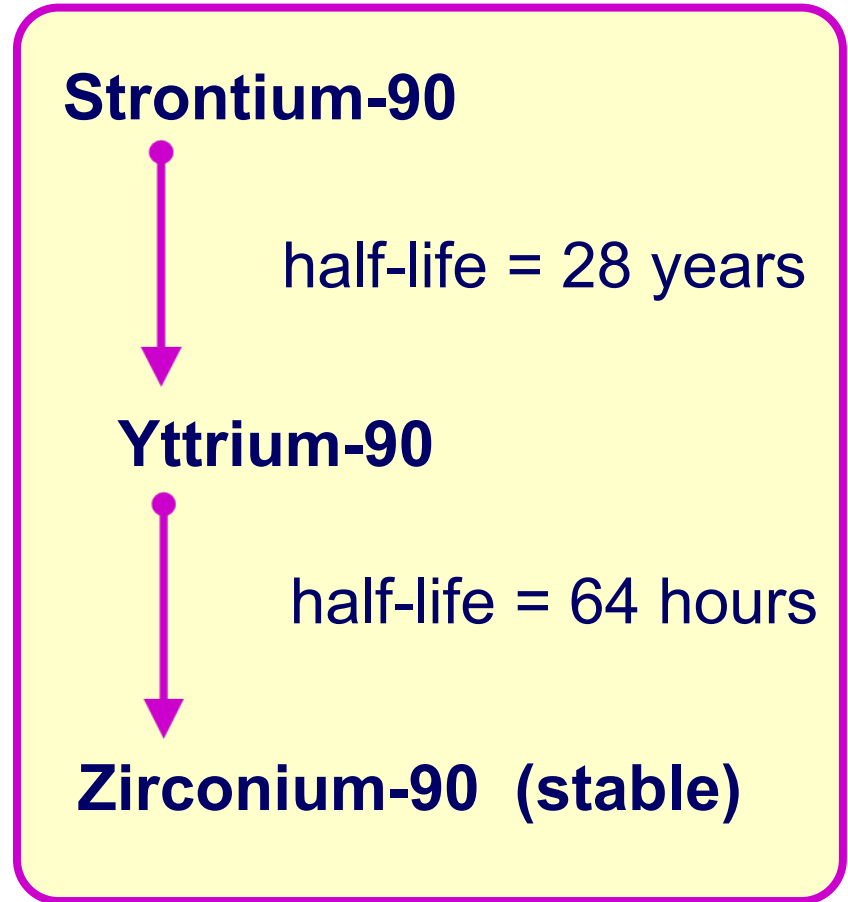 Strontium-90
half-life = 28 years
Yttrium-90
half-life = 64 hours
Zirconium-90 (stable)